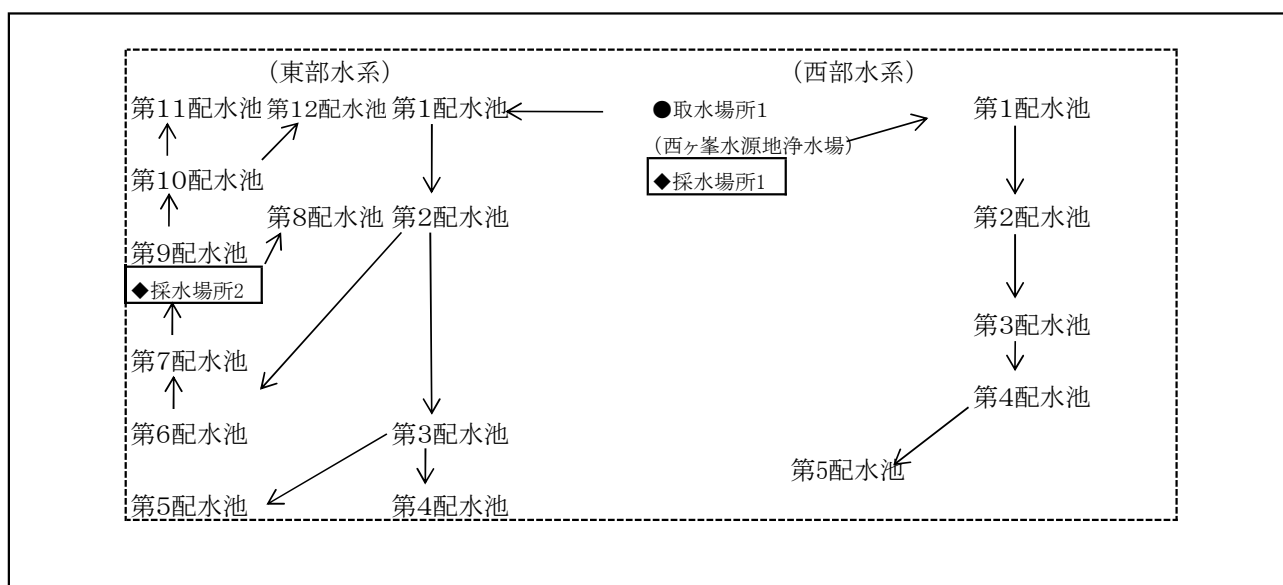 (東部水系)
(西部水系)
第11配水池 第12配水池 第1配水池
●取水場所1
第1配水池
(西ヶ峯水源地浄水場)
第10配水池
◆採水場所1
第8配水池 第2配水池
第2配水池
第9配水池
◆採水場所2
第3配水池
第7配水池
第4配水池
第6配水池
第3配水池
第5配水池
第5配水池
第4配水池